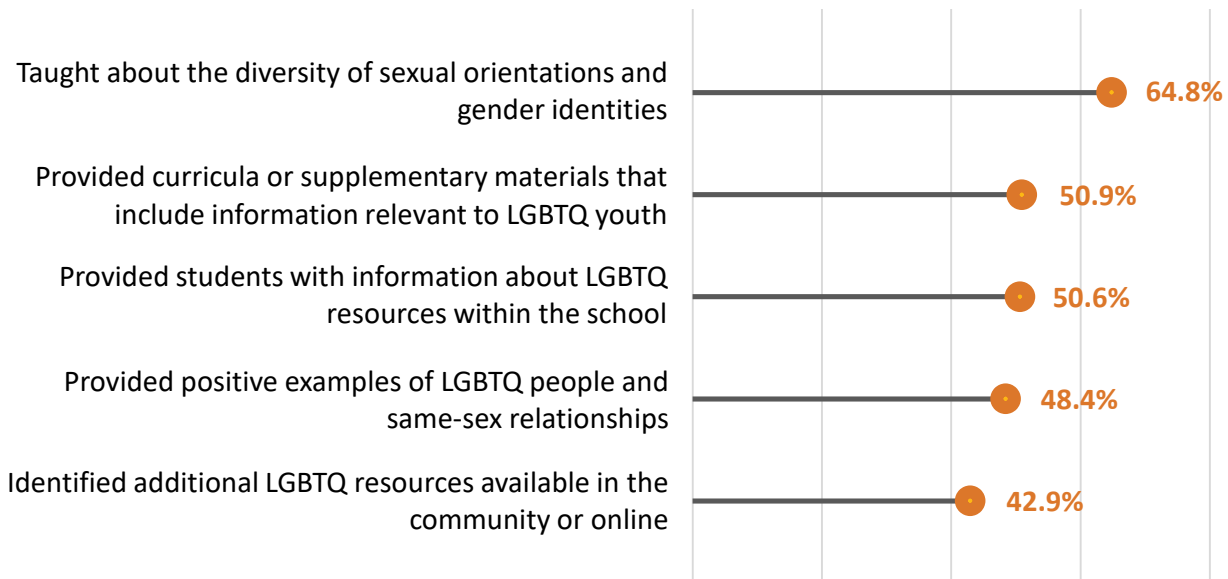 Taught about the diversity of sexual orientations and
gender identities
64.8%
Provided curricula or supplementary materials that
include information relevant to LGBTQ youth
50.9%
Provided students with information about LGBTQ
resources within the school
50.6%
Provided positive examples of LGBTQ people and
same-sex relationships
48.4%
Identified additional LGBTQ resources available in the
community or online
42.9%